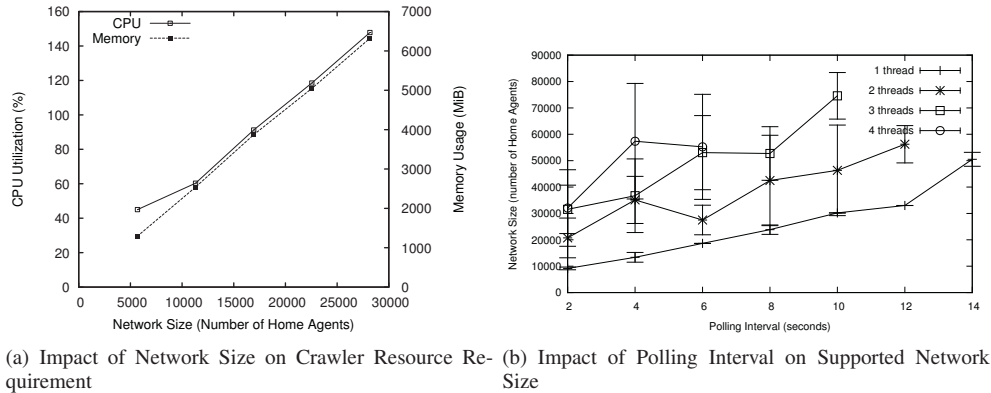 160
140
120
100
80
60
40
20
0
CPU Utilization (%)
CPU
Memory
7000
6000
5000
4000
3000
2000
1000
0
Memory Usage (MiB)
0 5000 10000 15000 20000 25000 30000
Network Size (Number of Home Agents)
(a) Impact of Network Size on Crawler Resource Re-
quirement
90000
80000
70000
60000
50000
40000
30000
20000
10000
0
Network Size (number of Home Agents)
1 thread
2 threads
3 threads
4 threads
2 4 6 8 10 12 14
Polling Interval (seconds)
(b) Impact of Polling Interval on Supported Network
Size